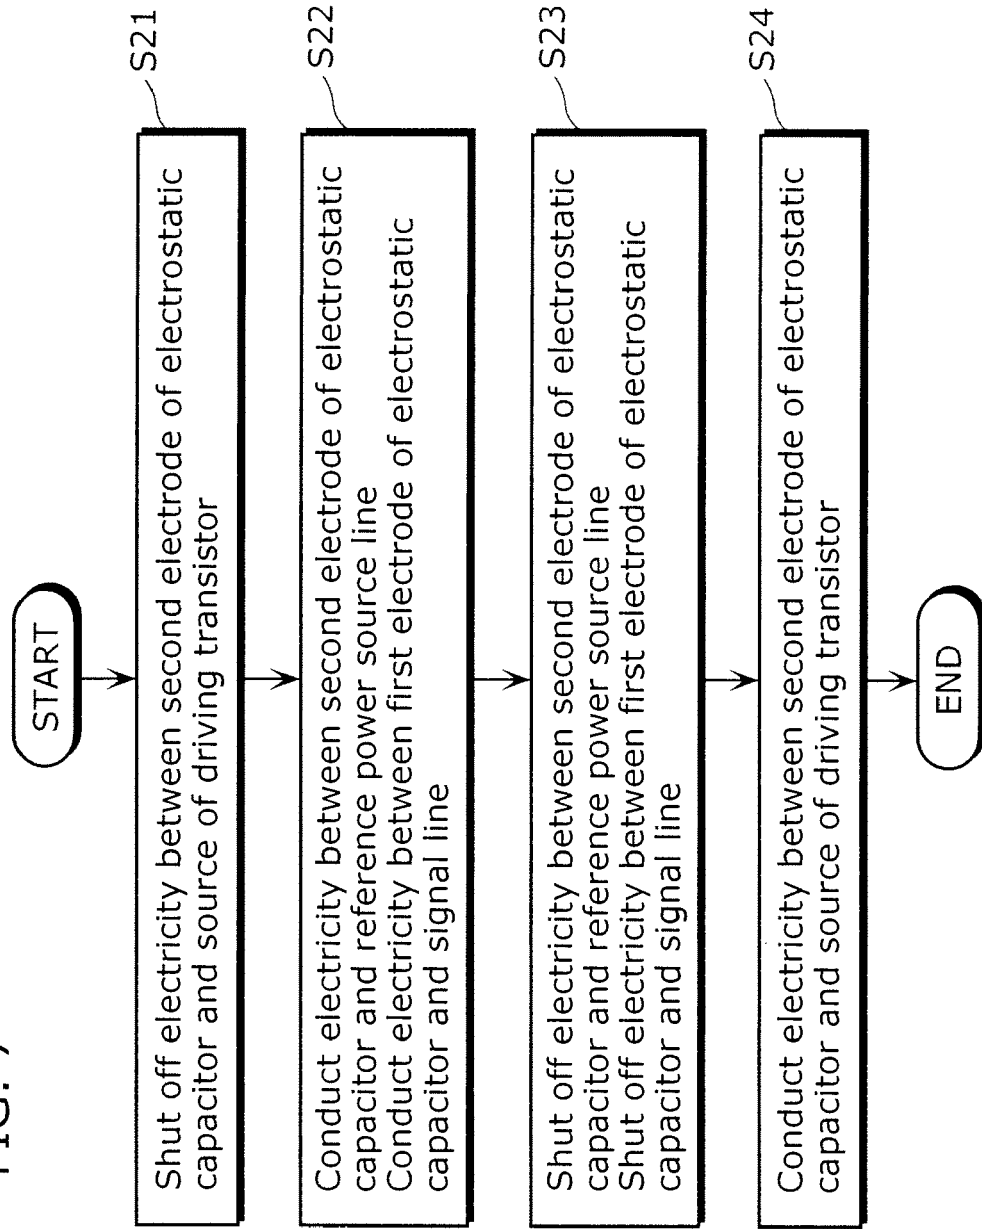 START
S21
Shut off electricity between second electrode of electrostatic
capacitor and source of driving transistor
S22
Conduct electricity between second electrode of electrostatic
capacitor and reference power source line
Conduct electricity between first electrode of electrostatic
capacitor and signal line
S23
Shut off electricity between second electrode of electrostatic
capacitor and reference power source line
Shut off electricity between first electrode of electrostatic
capacitor and signal line
S24
Conduct electricity between second electrode of electrostatic
capacitor and source of driving transistor
END